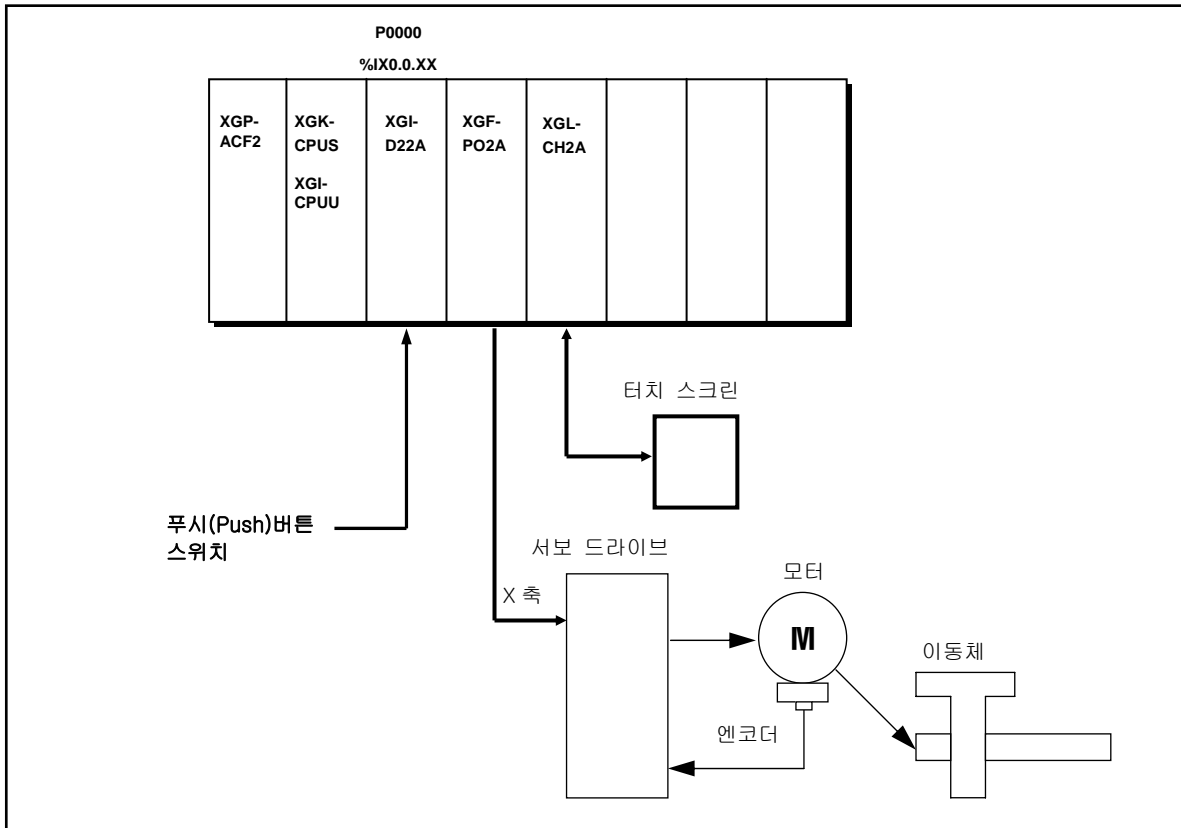 P0000
%IX0.0.XX
XGP-
ACF2
XGK-
CPUS
XGI-
CPUU
XGI-
D22A
XGF-
PO2A
XGL-
CH2A
터치 스크린
푸시(Push)버튼
스위치
서보 드라이브
X 축
모터
M
이동체
엔코더